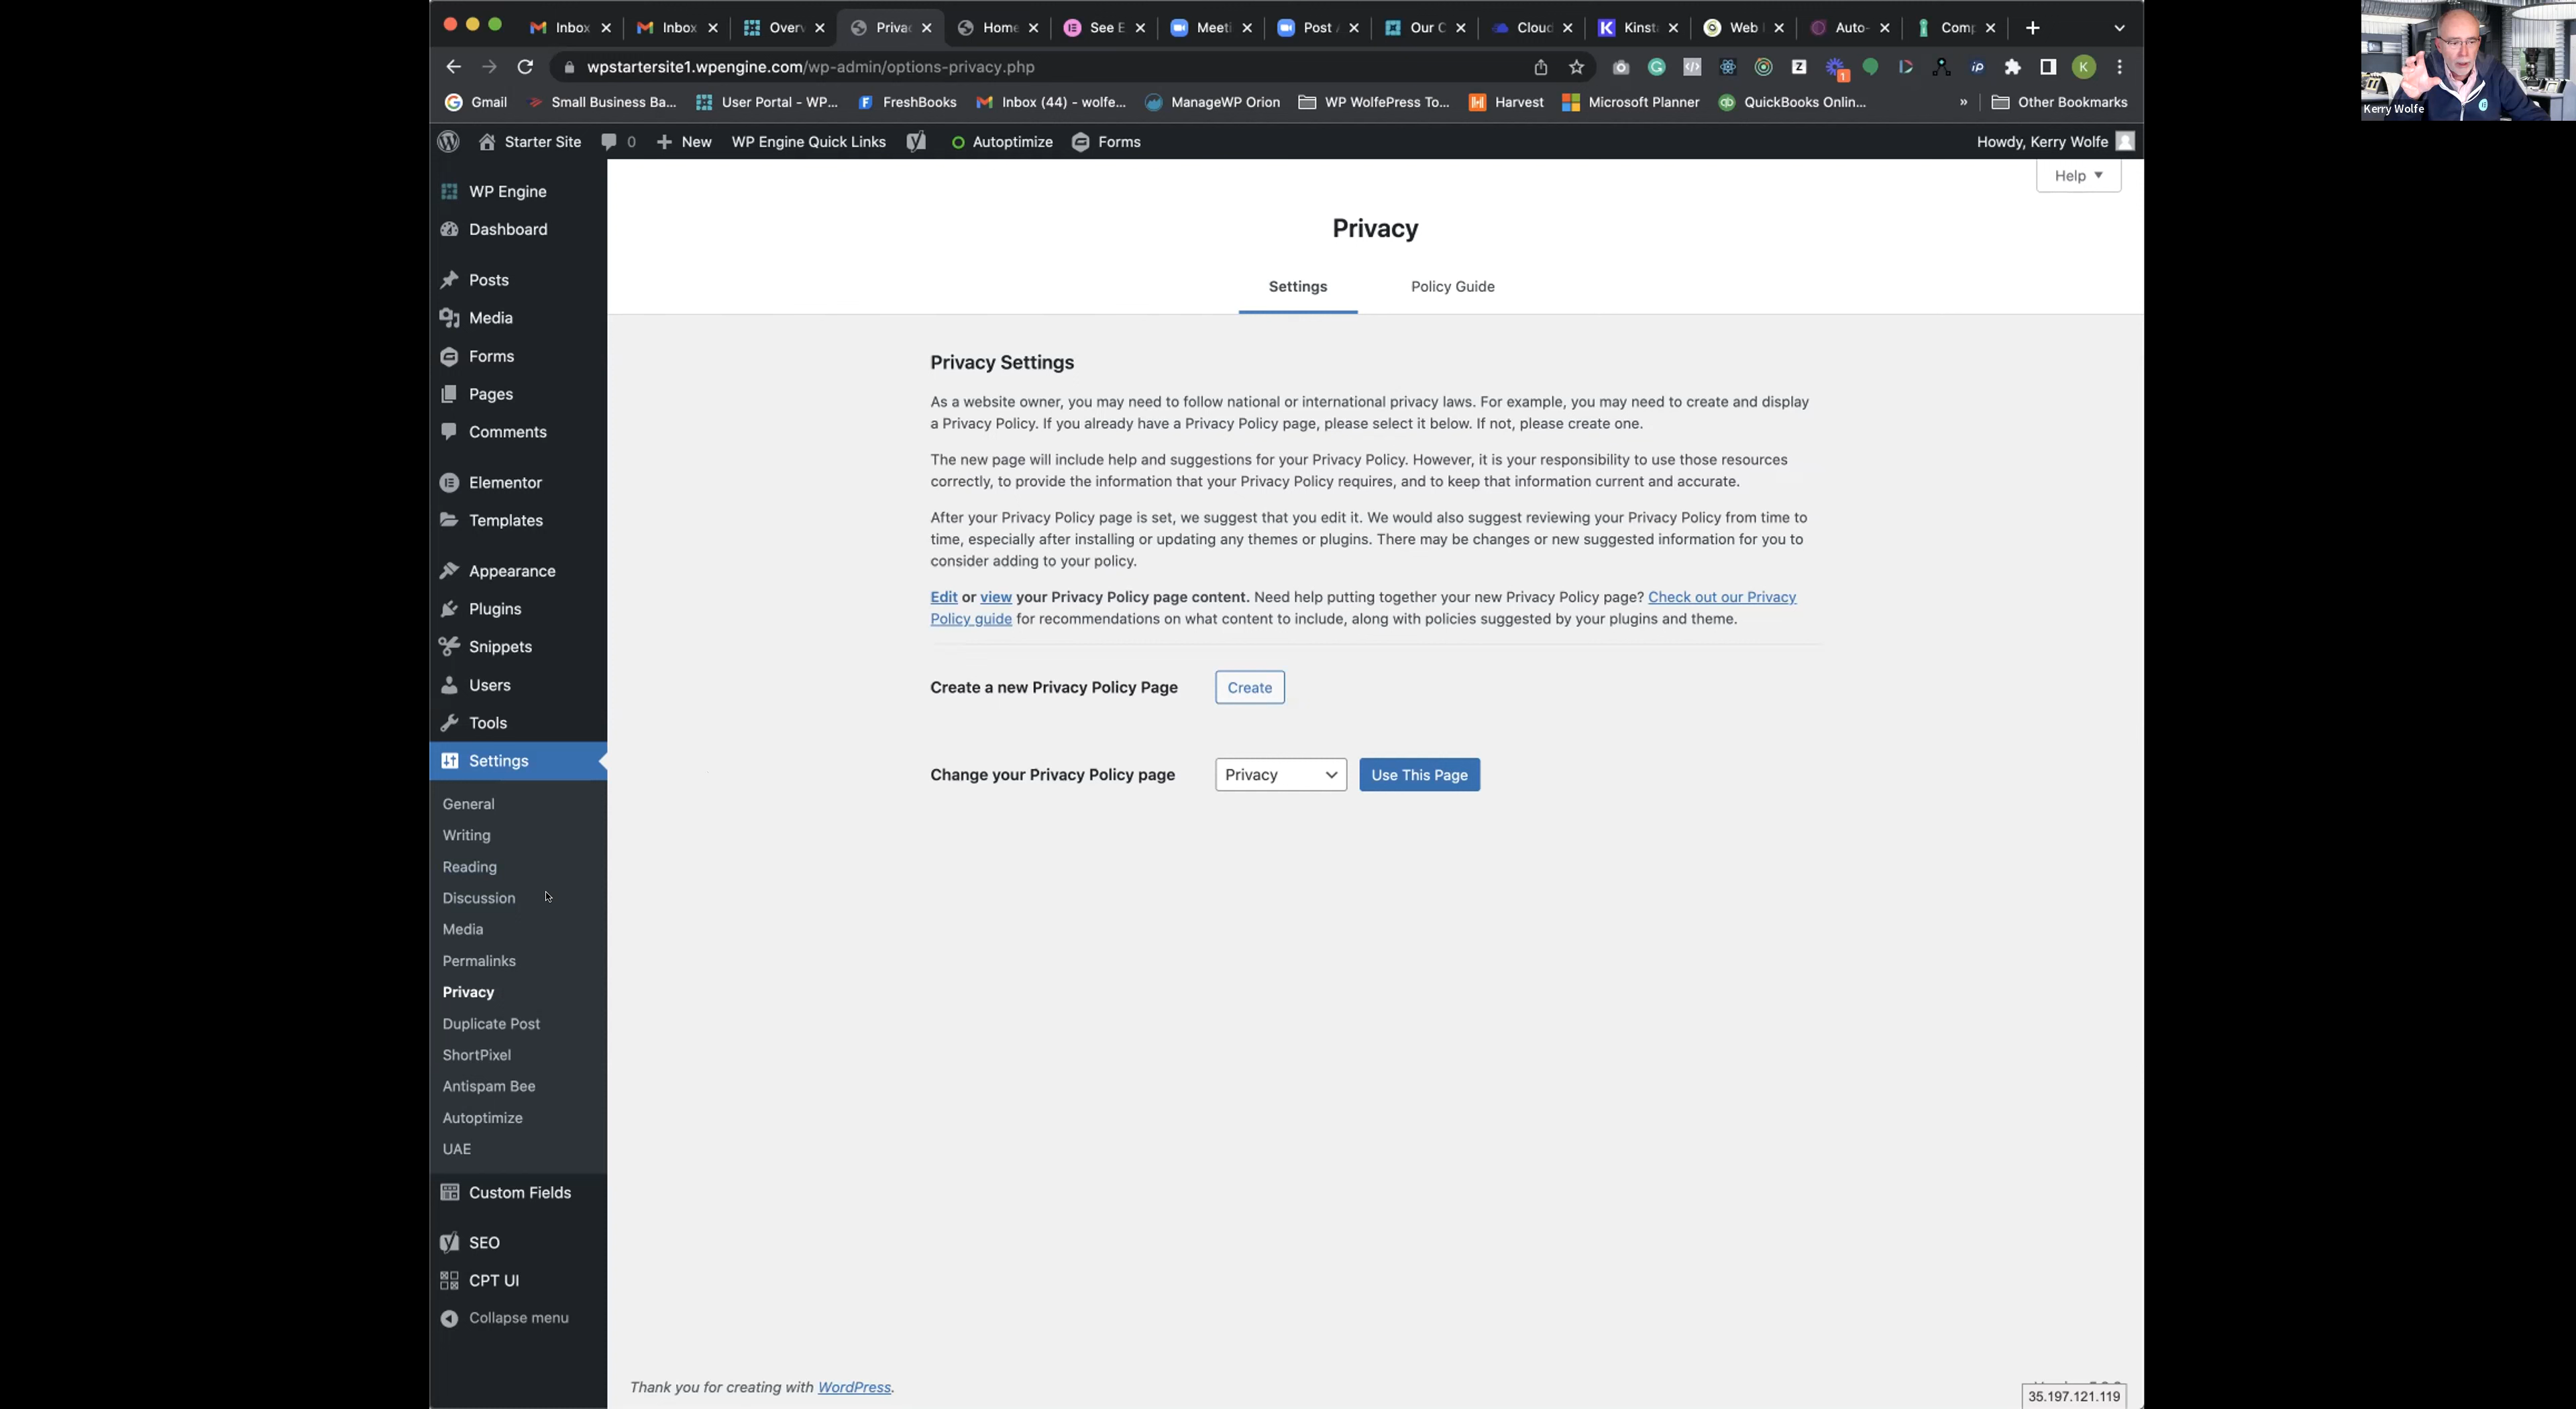 Inbox
Inbox
Over
Privac
Home
See E
Meeti
Post
Our C
Cloud
Kinst
Web
Auto-
Comp
wpstartersite1.wpengine.com/wp-admin/options-privacy.php
Gmail
Small Business Ba...
User Portal - WP...
FreshBooks
Inbox (44) - wolfe...
ManageWP Orion
WP WolfePress To...
Harvest
Microsoft Planner
QuickBooks Onlin...
»
Other Bookmarks
Kerry Wolfe
Starter Site
0
New
WP Engine Quick Links
Autoptimize
Forms
Howdy, Kerry Wolfe
WP Engine
Dashboard
Posts
Media
Forms
Pages
Comments
Elementor
Templates
Appearance
Plugins
Snippets
Users
Tools
Settings
General
Writing
Reading
Discussion
Media
Permalinks
Privacy
Duplicate Post
ShortPixel
Antispam Bee
Autoptimize
UAE
Custom Fields
SEO
CPT UI
Collapse menu
Help
Privacy
Settings
Policy Guide
Privacy Settings
As a website owner, you may need to follow national or international privacy laws. For example, you may need to create and display
a Privacy Policy. If you already have a Privacy Policy page, please select it below. If not, please create one.
The new page will include help and suggestions for your Privacy Policy. However, it is your responsibility to use those resources
correctly, to provide the information that your Privacy Policy requires, and to keep that information current and accurate.
After your Privacy Policy page is set, we suggest that you edit it. We would also suggest reviewing your Privacy Policy from time to
time, especially after installing or updating any themes or plugins. There may be changes or new suggested information for you to
consider adding to your policy.
Edit or view your Privacy Policy page content. Need help putting together your new Privacy Policy page? Check out our Privacy
Policy guide for recommendations on what content to include, along with policies suggested by your plugins and theme.
Create a new Privacy Policy Page
Create
Change your Privacy Policy page
Privacy
Use This Page
Thank you for creating with WordPress.
35.197.121.119